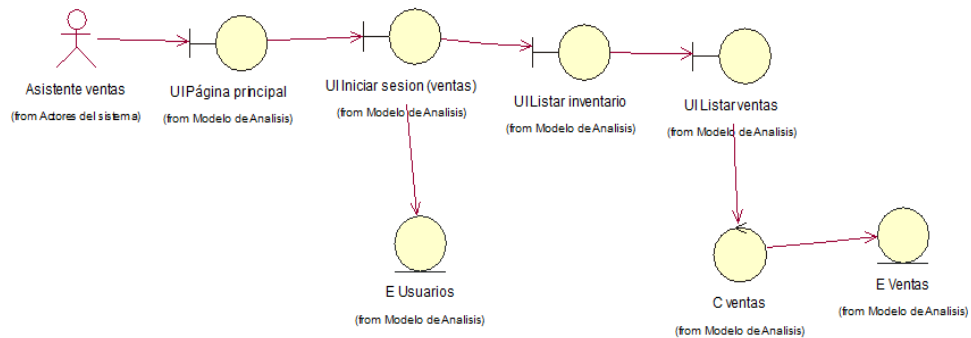 Asistente ventas
(from Actores del sistema)
UI Página principal
(from Modelo de Analisis)
UI Iniciar sesion (ventas)
(from Modelo de Analisis)
UI Listar inventario
(from Modelo de Analisis)
UI Listar ventas
(from Modelo de Analisis)
E Usuarios
(from Modelo de Analisis)
C ventas
(from Modelo de Analisis)
E Ventas
(from Modelo de Analisis)